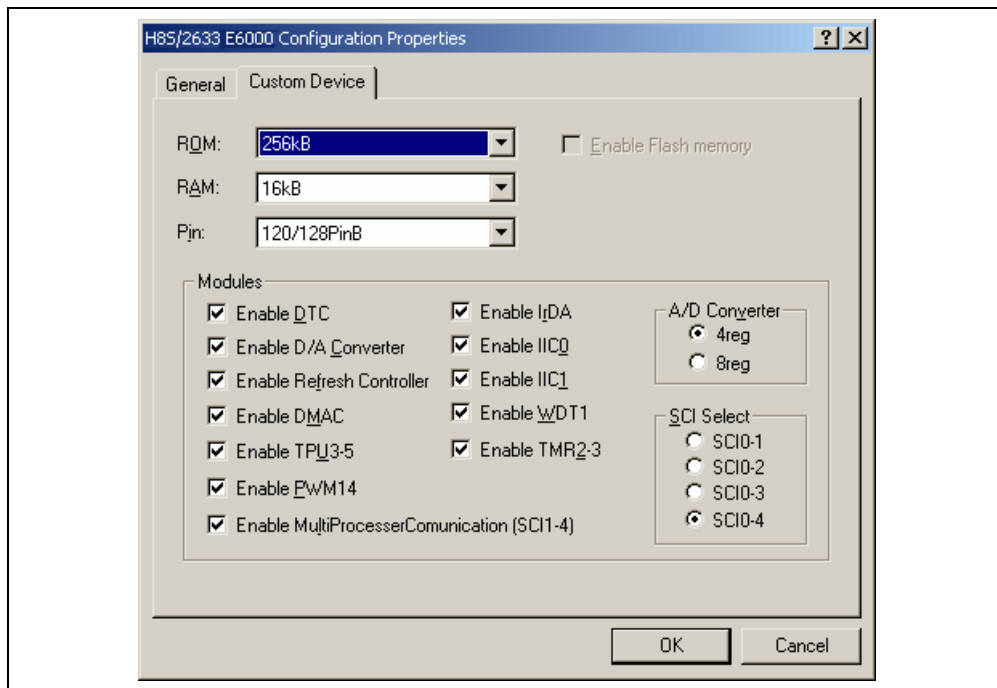 H8S/2633 E6000 Configuration Properties
General Custom Device
ROM: 256kB Enable Flash memory
RAM: 16kB
Pin: 120/128PinB
Modules
Enable DTC
Enable D/A Converter
Enable Refresh Controller
Enable DMAC
Enable TPU3-5
Enable PWM14
Enable MultiProcesserComunication (SCI1-4)
Enable IrDA
Enable IIC0
Enable IIC1
Enable WDT1
Enable TMR2-3
A/D Converter
4reg
8reg
SCI Select
SCI0-1
SCI0-2
SCI0-3
SCI0-4
OK Cancel